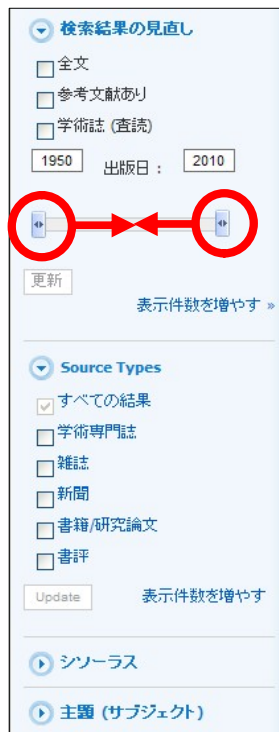 検索結果の見直し
全文
参考文献あり
学術誌 (査読)
1950 出版日： 2010
更新
表示件数を増やす »
Source Types
すべての結果
学術専門誌
雑誌
新聞
書籍/研究論文
書評
Update 表示件数を増やす
シソーラス
主題 (サブジェクト)